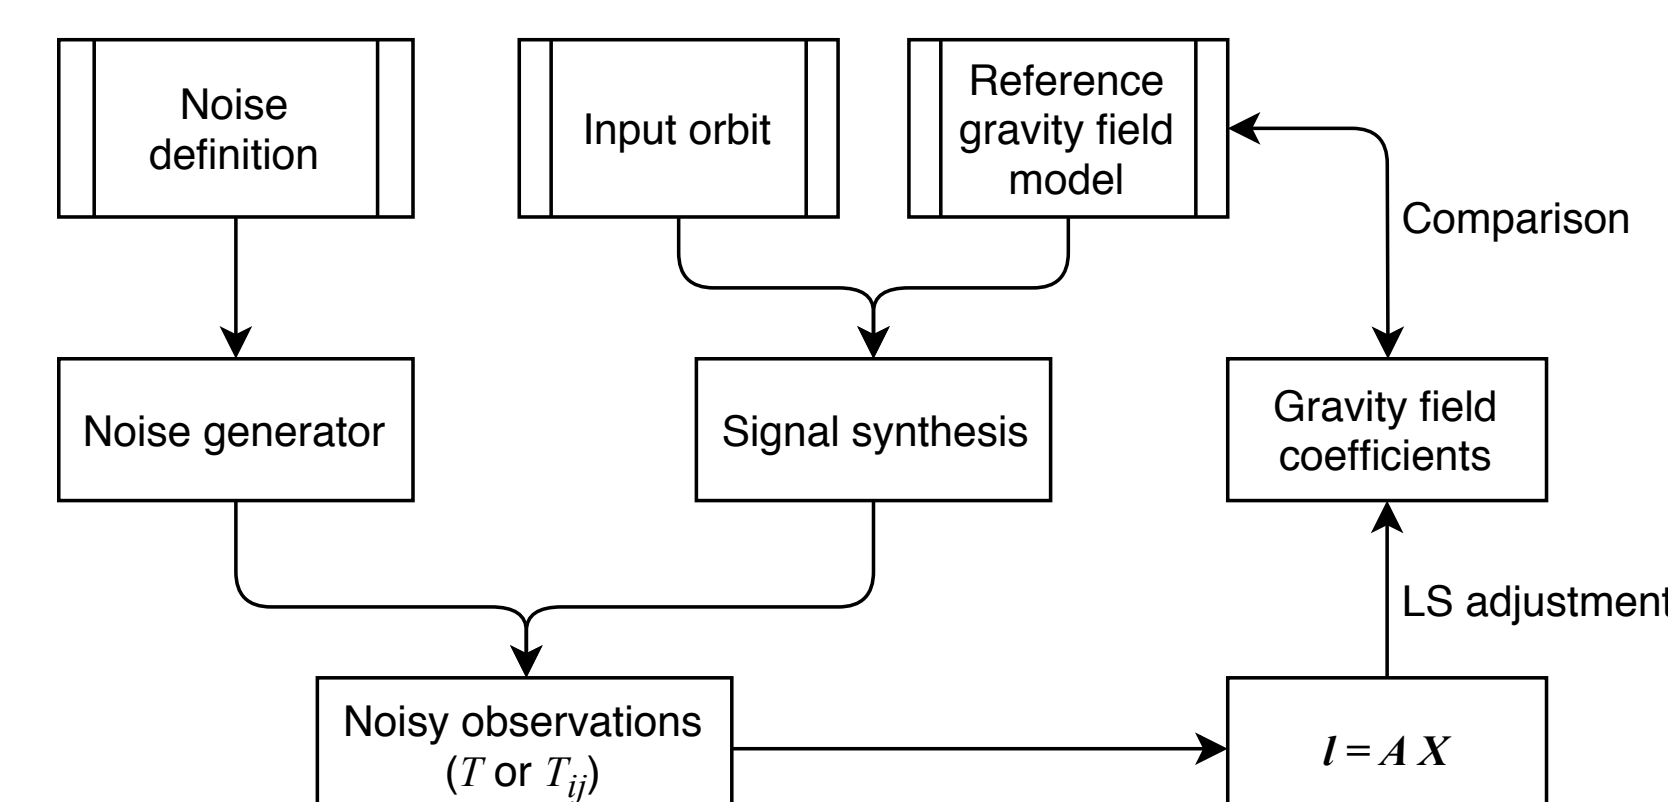 Noise
definition
Input orbit
Reference
gravity field
model
Comparison
Noise generator
Signal synthesis
Gravity field
coefficients
LS adjustment
Noisy observations
(T or Tij)
l = A X